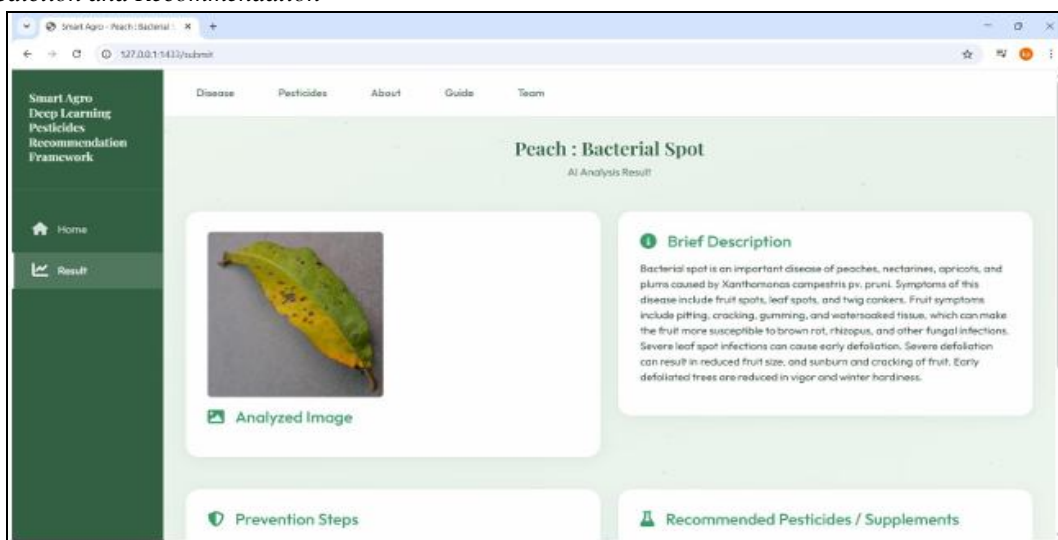 Smart Agro - Peach : Bacterial
127.0.0.1:1433/submit
Smart Agro
Deep Learning
Pesticides
Recommendation
Framework
Home
Result
Disease Pesticides About Guide Team
Peach : Bacterial Spot
AI Analysis Result
Analyzed Image
Brief Description
Bacterial spot is an important disease of peaches, nectarines, apricots, and
plums caused by Xanthomonas campestris pv. pruni. Symptoms of this
disease include fruit spots, leaf spots, and twig cankers. Fruit symptoms
include pitting, cracking, gumming, and watersoaked tissue, which can make
the fruit more susceptible to brown rot, rhizopus, and other fungal infections.
Severe leaf spot infections can cause early defoliation. Severe defoliation
can result in reduced fruit size, and sunburn and cracking of fruit. Early
defoliated trees are reduced in vigor and winter hardiness.
Prevention Steps
Recommended Pesticides / Supplements